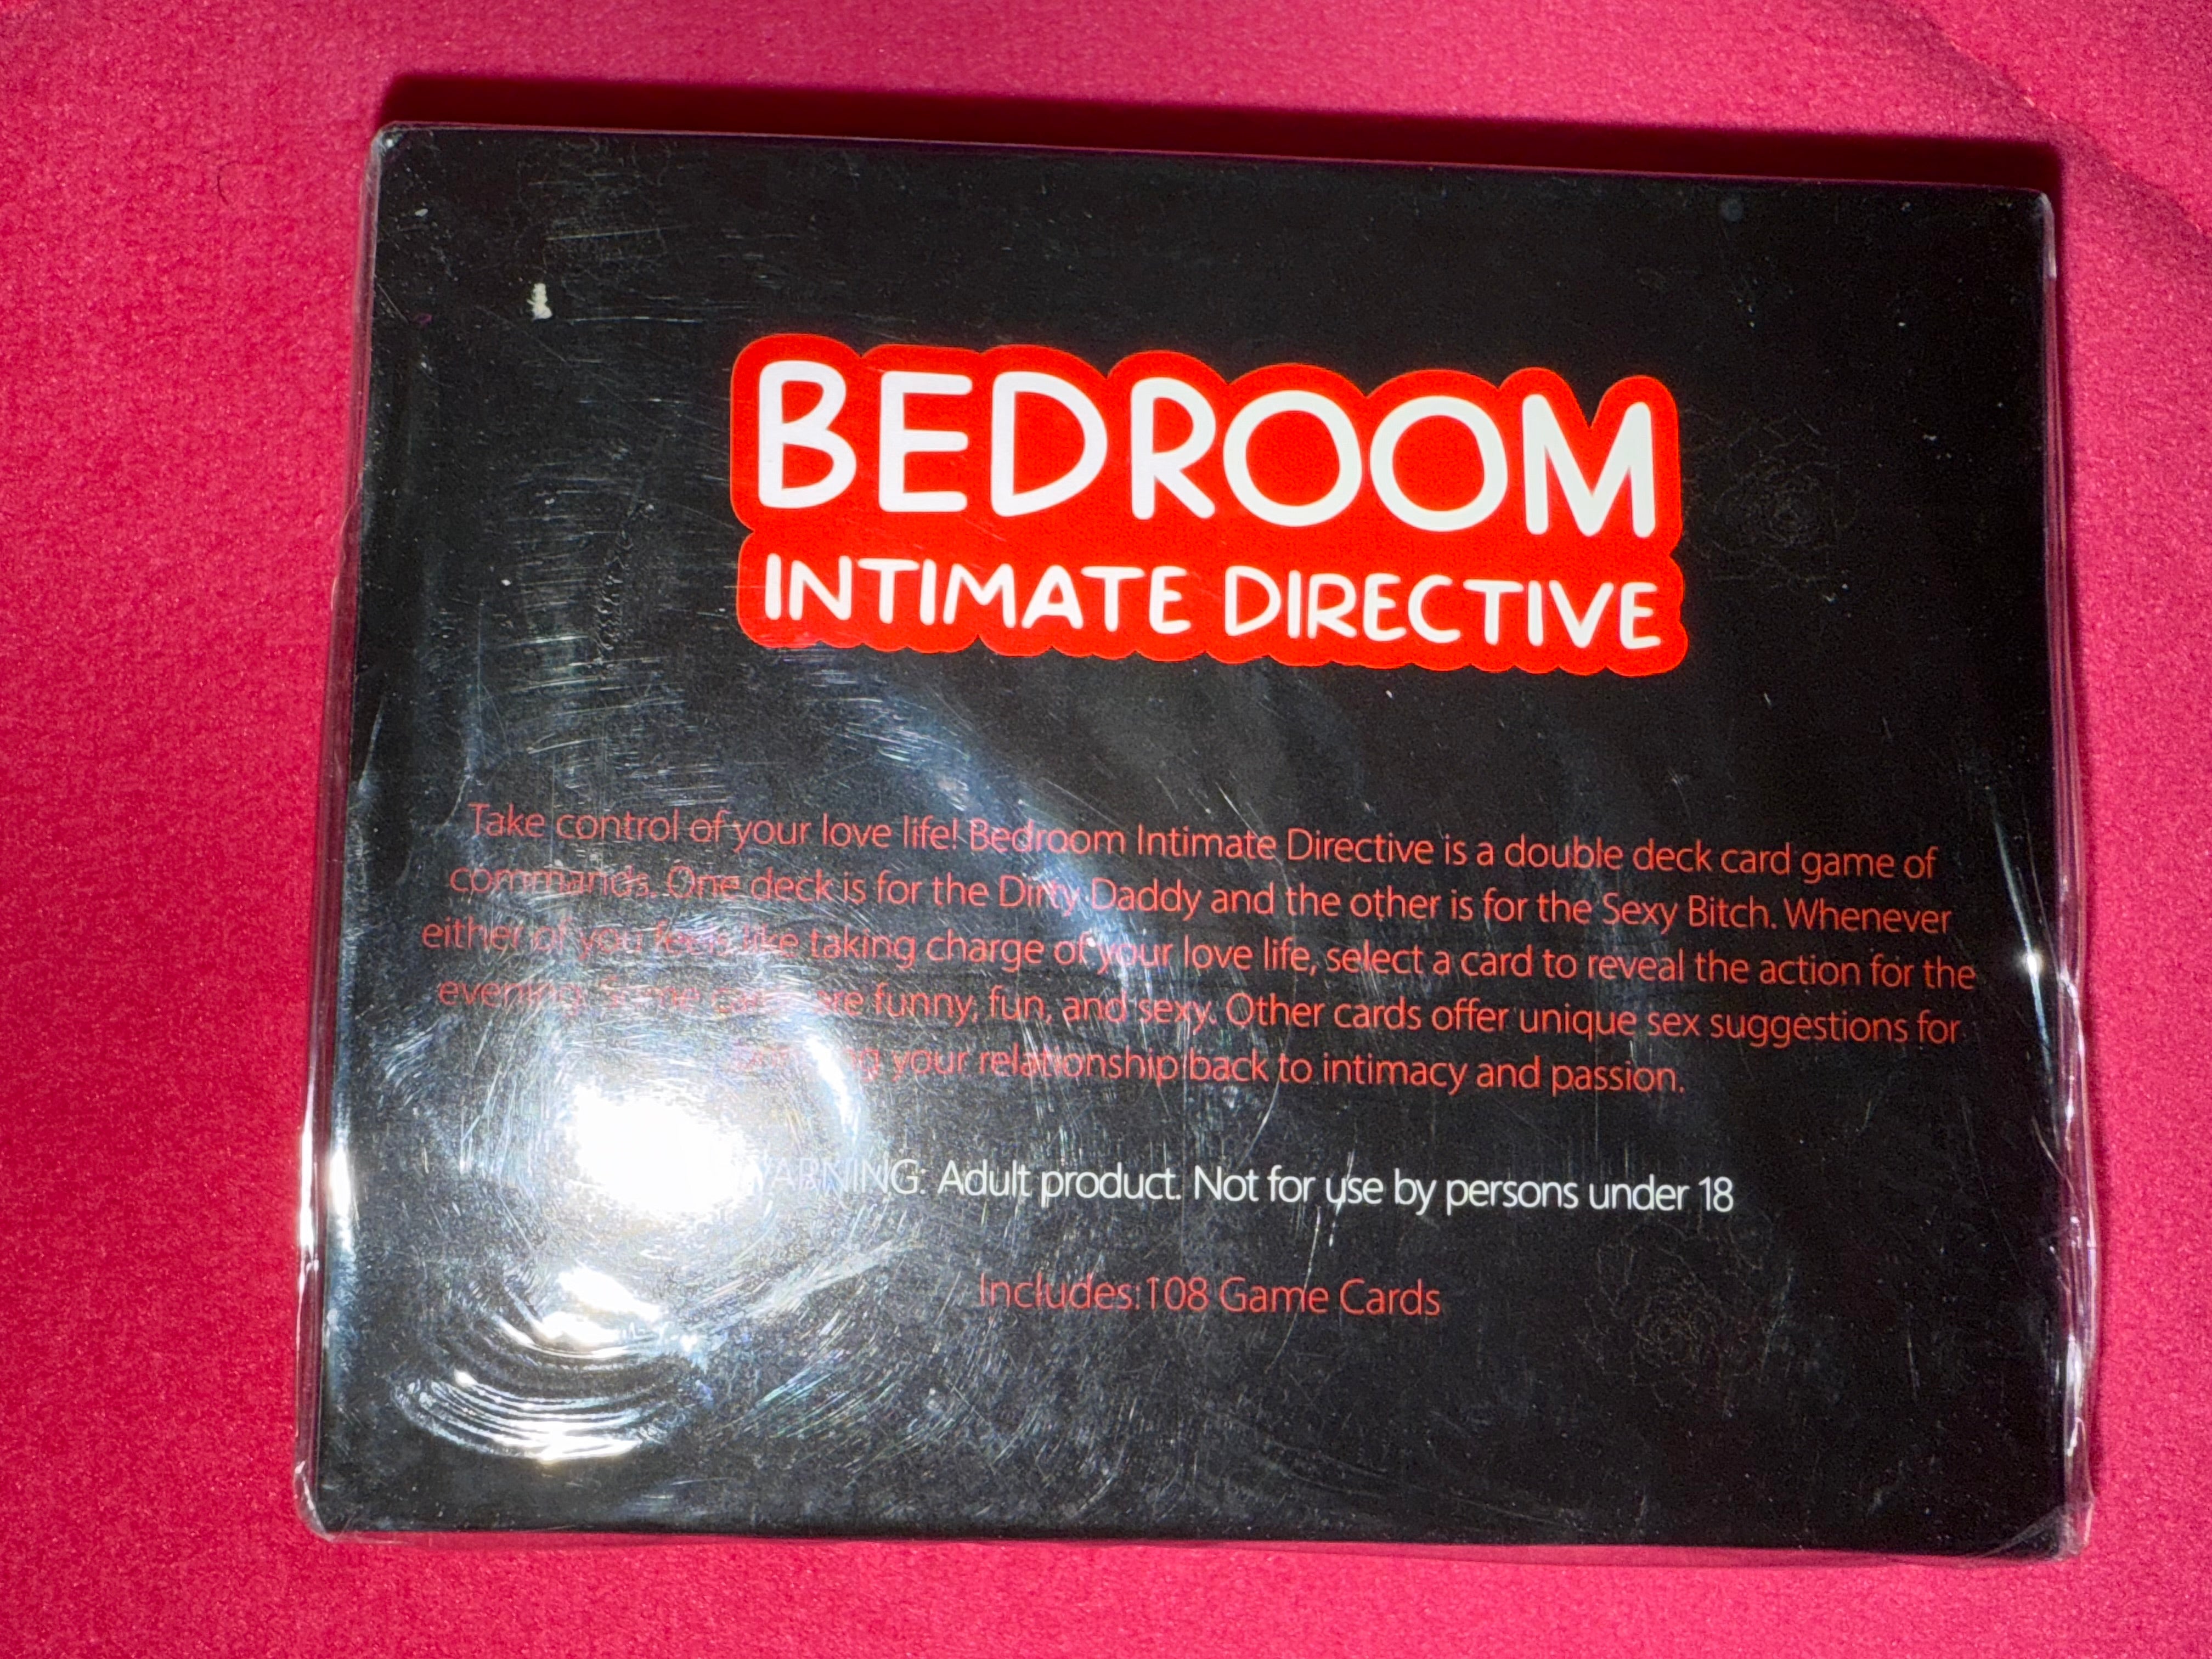 BEDROOM
INTIMATE DIRECTIVE
Take control of your love life! Bedroom Intimate Directive is a double deck card game of
commands. One deck is for the Dirty Daddy and the other is for the Sexy Bitch. Whenever
either of you feels like taking charge of your love life, select a card to reveal the action for the
evening. Some cards are funny, fun, and sexy. Other cards offer unique sex suggestions for
your relationship back to intimacy and passion.
WARNING: Adult product. Not for use by persons under 18
Includes:108 Game Cards